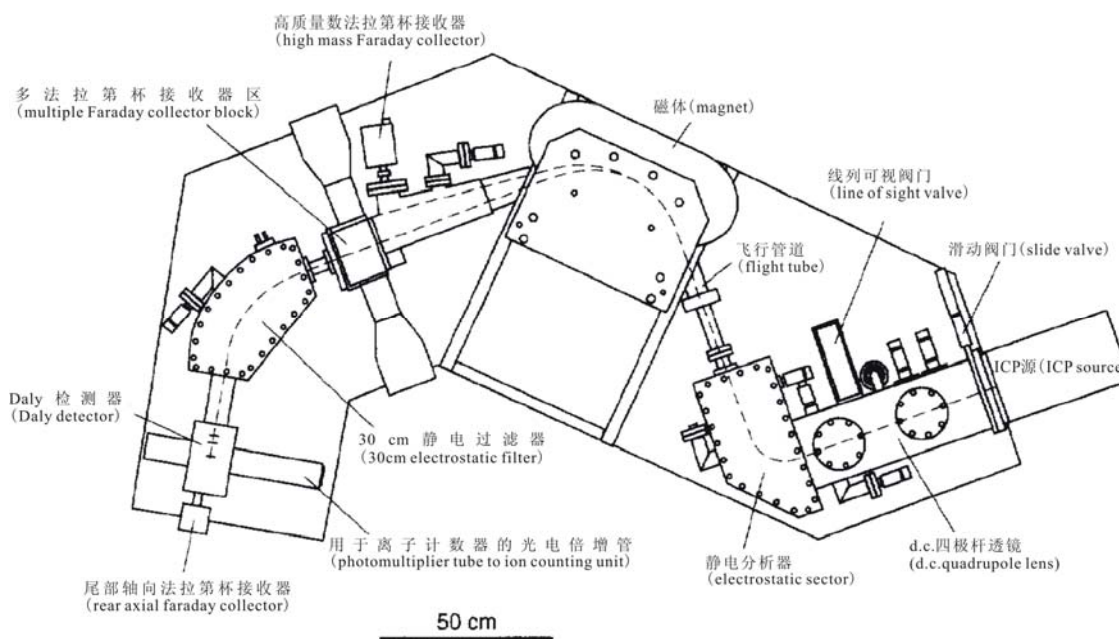 高质量数法拉第杯接收器
(high mass Faraday collector)
多法拉第杯接收器区
(multiple Faraday collector block)
磁体(magnet)
线列可视阀门
(line of sight valve)
飞行管道
(flight tube)
滑动阀门(slide valve)
ICP源(ICP source
Daly 检测器
(Daly detector)
30 cm 静电过滤器
(30cm electrostatic filter)
用于离子计数器的光电倍增管
(photomultiplier tube to ion counting unit)
静电分析器
(electrostatic sector)
d.c.四极杆透镜
(d.c.quadrupole lens)
尾部轴向法拉第杯接收器
(rear axial faraday collector)
50 cm